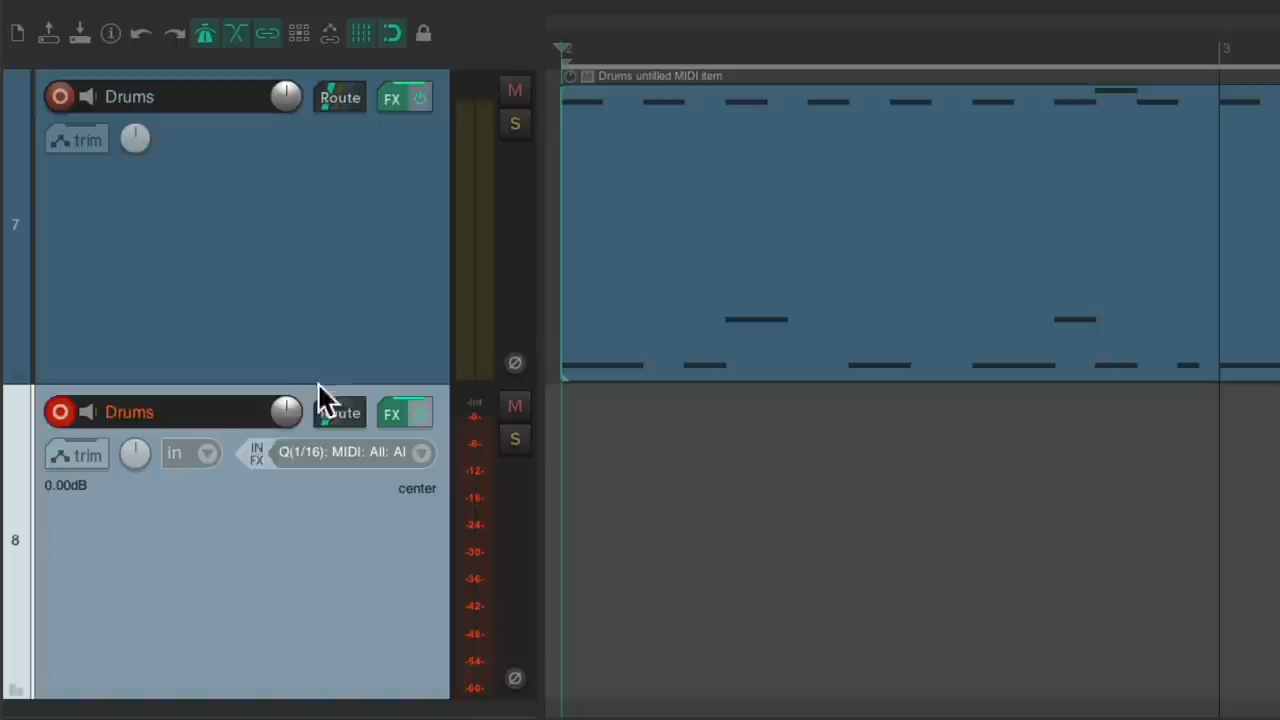 2
3
Drums
Route
FX
M
Drums untitled MIDI item
trim
S
7
Drums
FX
-inf
M
-0-
trim
in
IN
FX
Q(1/16): MIDI: All: Al
-6-
S
0.00dB
center
-12-
-18-
-24-
8
-30-
-36-
-42-
-48-
-54-
-60-